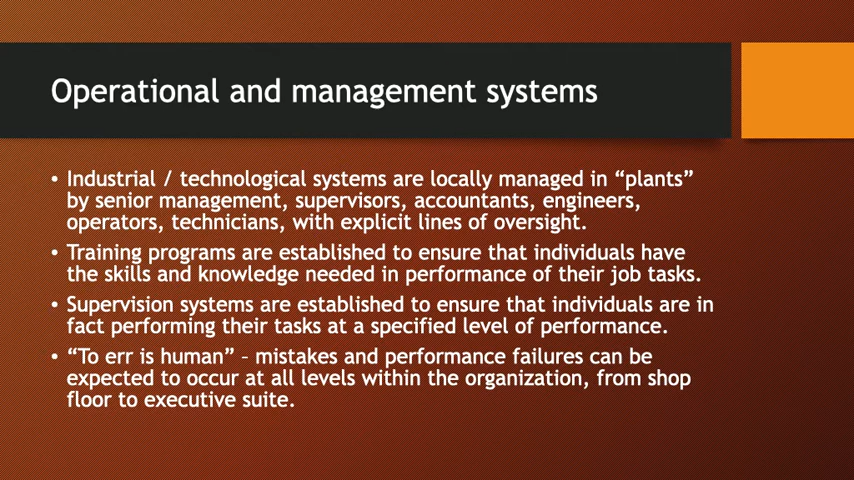 Operational and management systems
• Industrial / technological systems are locally managed in “plants”
by senior management, supervisors, accountants, engineers,
operators, technicians, with explicit lines of oversight.
• Training programs are established to ensure that individuals have
the skills and knowledge needed in performance of their job tasks.
• Supervision systems are established to ensure that individuals are in
fact performing their tasks at a specified level of performance.
• “To err is human” – mistakes and performance failures can be
expected to occur at all levels within the organization, from shop
floor to executive suite.